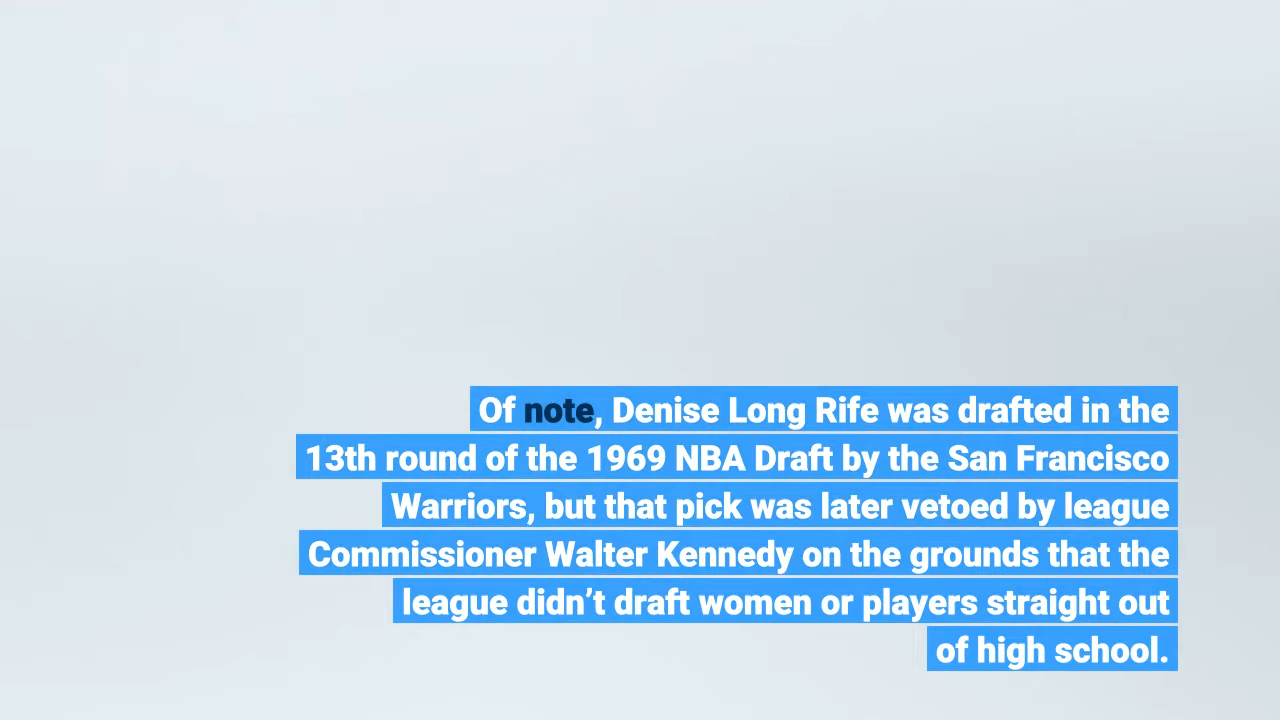 Of note, Denise Long Rife was drafted in the
13th round of the 1969 NBA Draft by the San Francisco
Warriors, but that pick was later vetoed by league
Commissioner Walter Kennedy on the grounds that the
league didn’t draft women or players straight out
of high school.